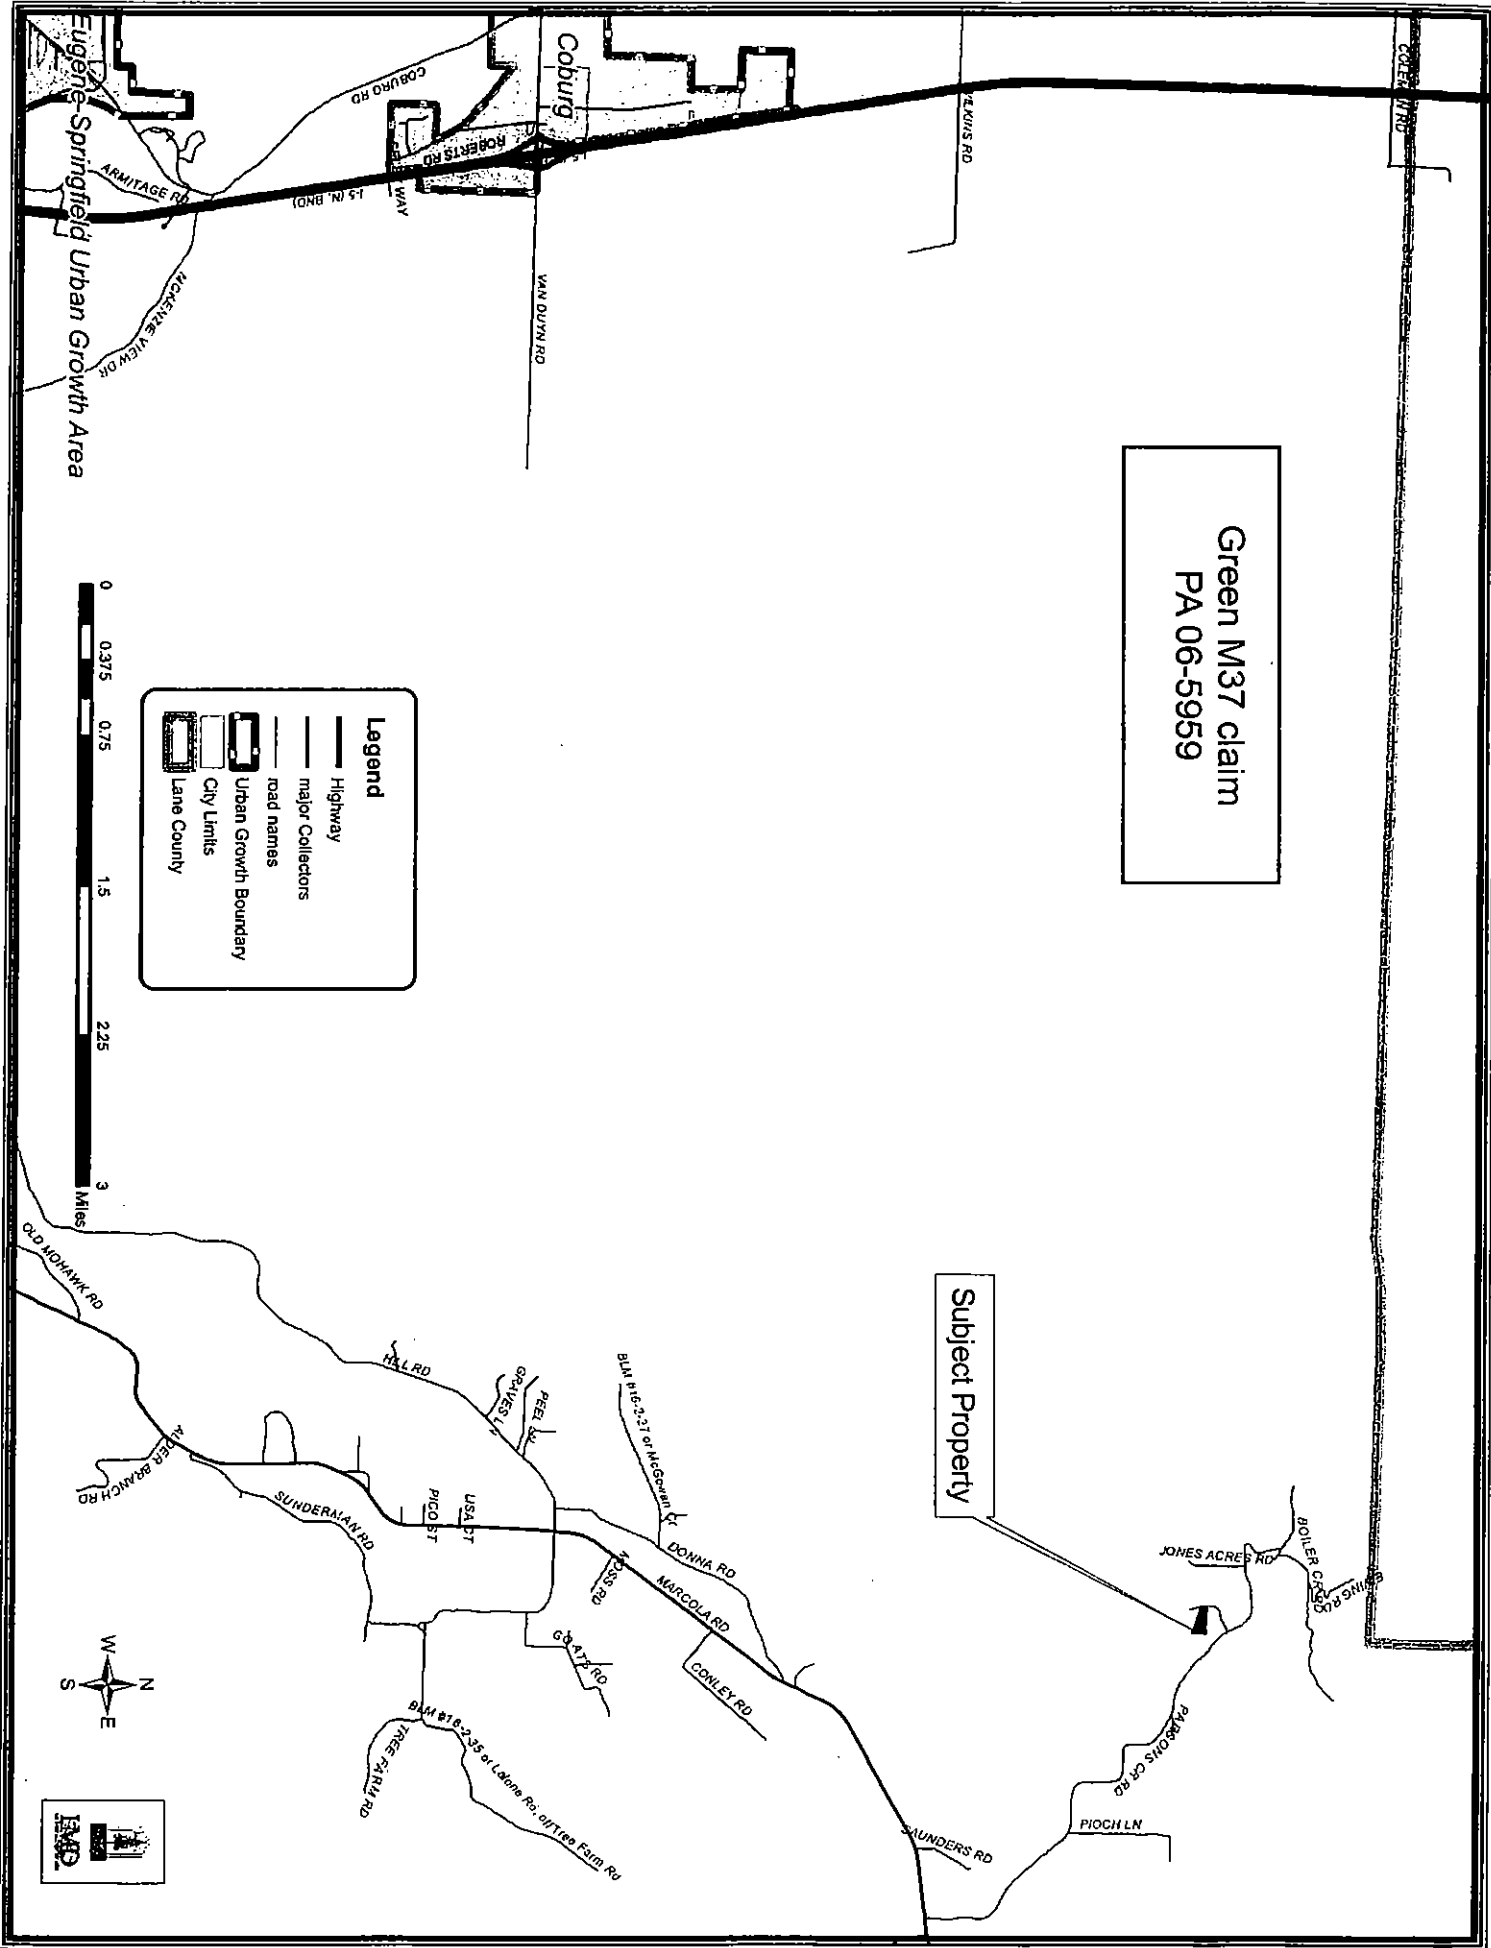 Green M37 claim
PA 06-5959
Subject Property
COLEMAN RD
Coburg
COBURG RD
ROBERTS RD
WAY
I-5 (N. BND)
ARMITAGE RD
MCKENZIE VIEW DR
VAN DUYN RD
Eugene-Springfield Urban Growth Area
Legend
Highway
major Collectors
road names
Urban Growth Boundary
City Limits
Lane County
0 0.375 0.75 1.5 2.25 3
Miles
BOILER CR RD
JONES ACRES RD
PARSONS CR RD
PIOCH LN
SAUNDERS RD
BLM #16-2-27 or McGowan Cr
DONNA RD
MARCOLA RD
CONLEY RD
GOATS RD
PEEL
GRAVES LN
HILL RD
LISA CT
PICO ST
SUNDERMAN RD
ALDER BRANCH RD
OLD MOHAWK RD
BLM #16-2-35 or Lalone Rd, off Tree Farm Rd
TREE FARM RD
N
W
E
S